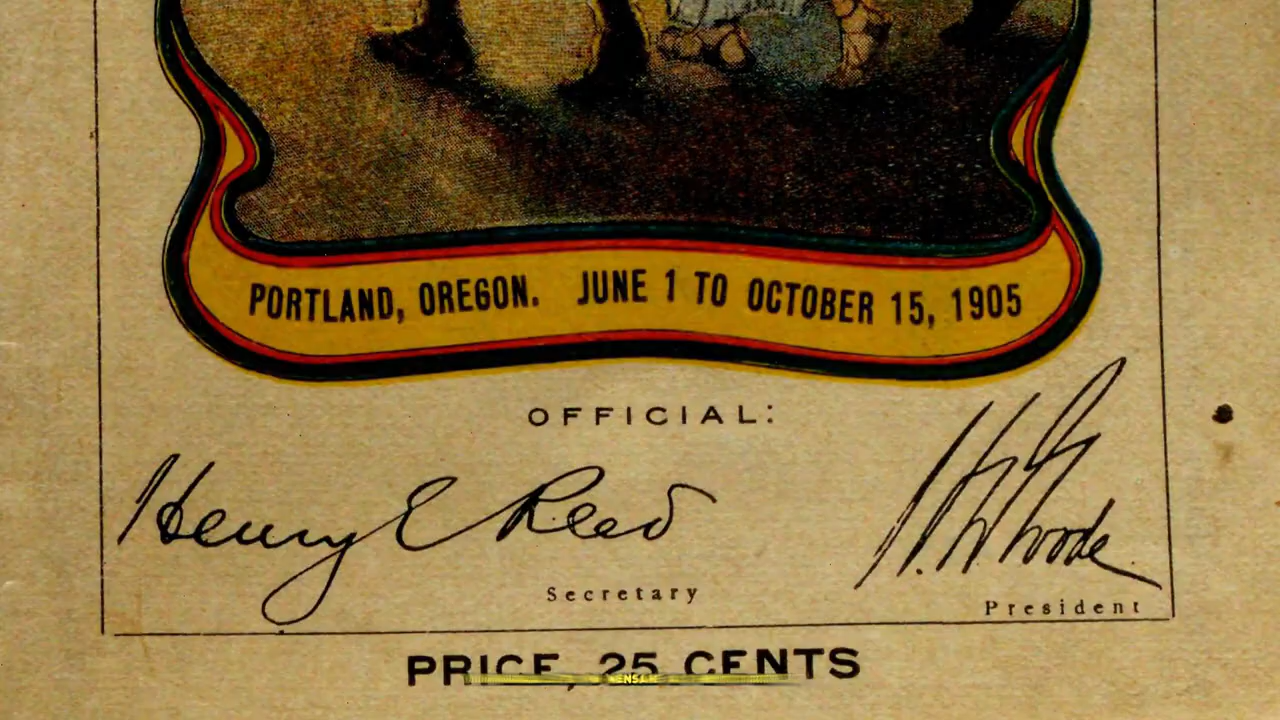 PORTLAND, OREGON. JUNE 1 TO OCTOBER 15, 1905
OFFICIAL:
Henry E Reed
Secretary
President
PRICE, 25 CENTS